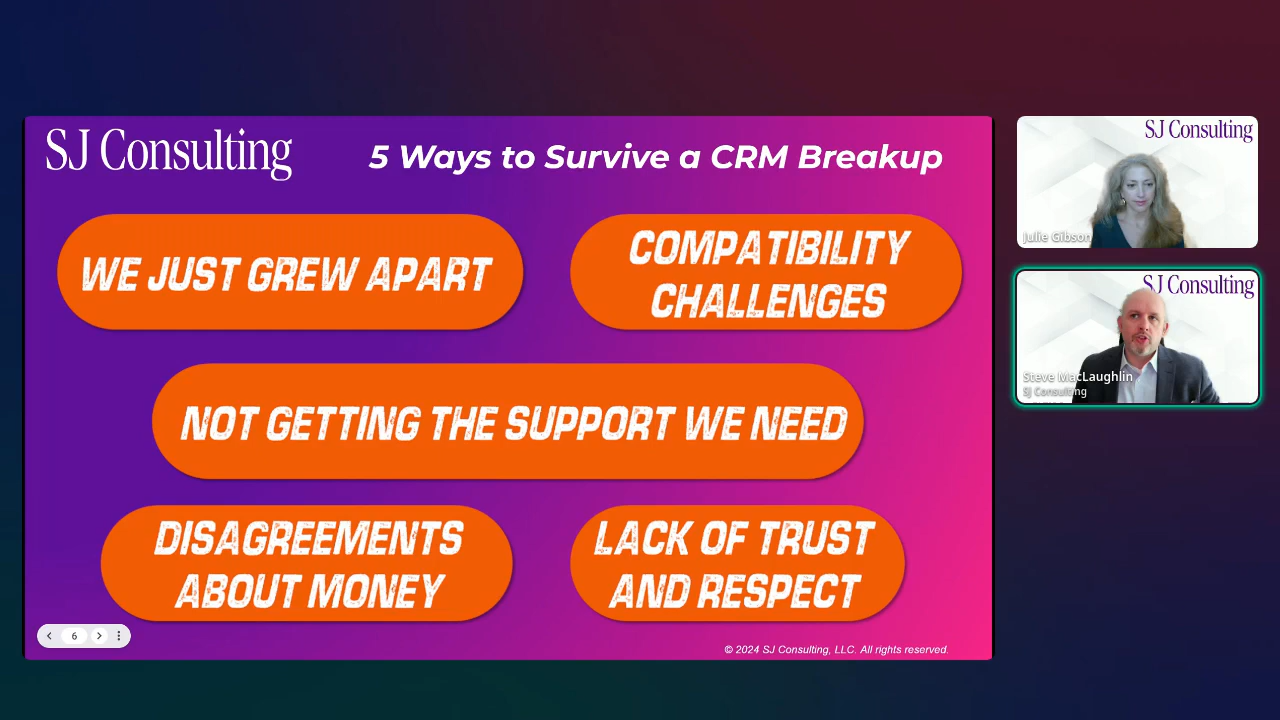 SJ Consulting
5 Ways to Survive a CRM Breakup
WE JUST GREW APART
COMPATIBILITY
CHALLENGES
NOT GETTING THE SUPPORT WE NEED
DISAGREEMENTS
ABOUT MONEY
LACK OF TRUST
AND RESPECT
6
© 2024 SJ Consulting, LLC. All rights reserved.
SJ Consulting
Julie Gibson
SJ Consulting
Steve MacLaughlin
SJ Consulting